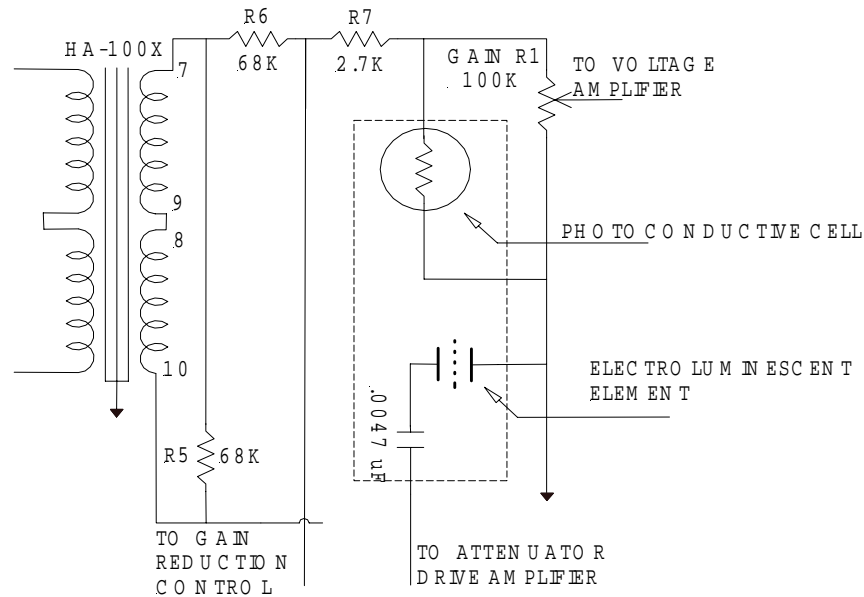 R6
R7
HA-100X
7
68K
2.7K
GAIN R1
100K
TO VOLTAGE
AMPLIFIER
9
8
PHOTOCONDUCTIVE CELL
10
ELECTROLUMINESCENT
ELEMENT
.0047 uF
R5
68K
TO GAIN
REDUCTION
CONTROL
TO ATTENUATOR
DRIVE AMPLIFIER